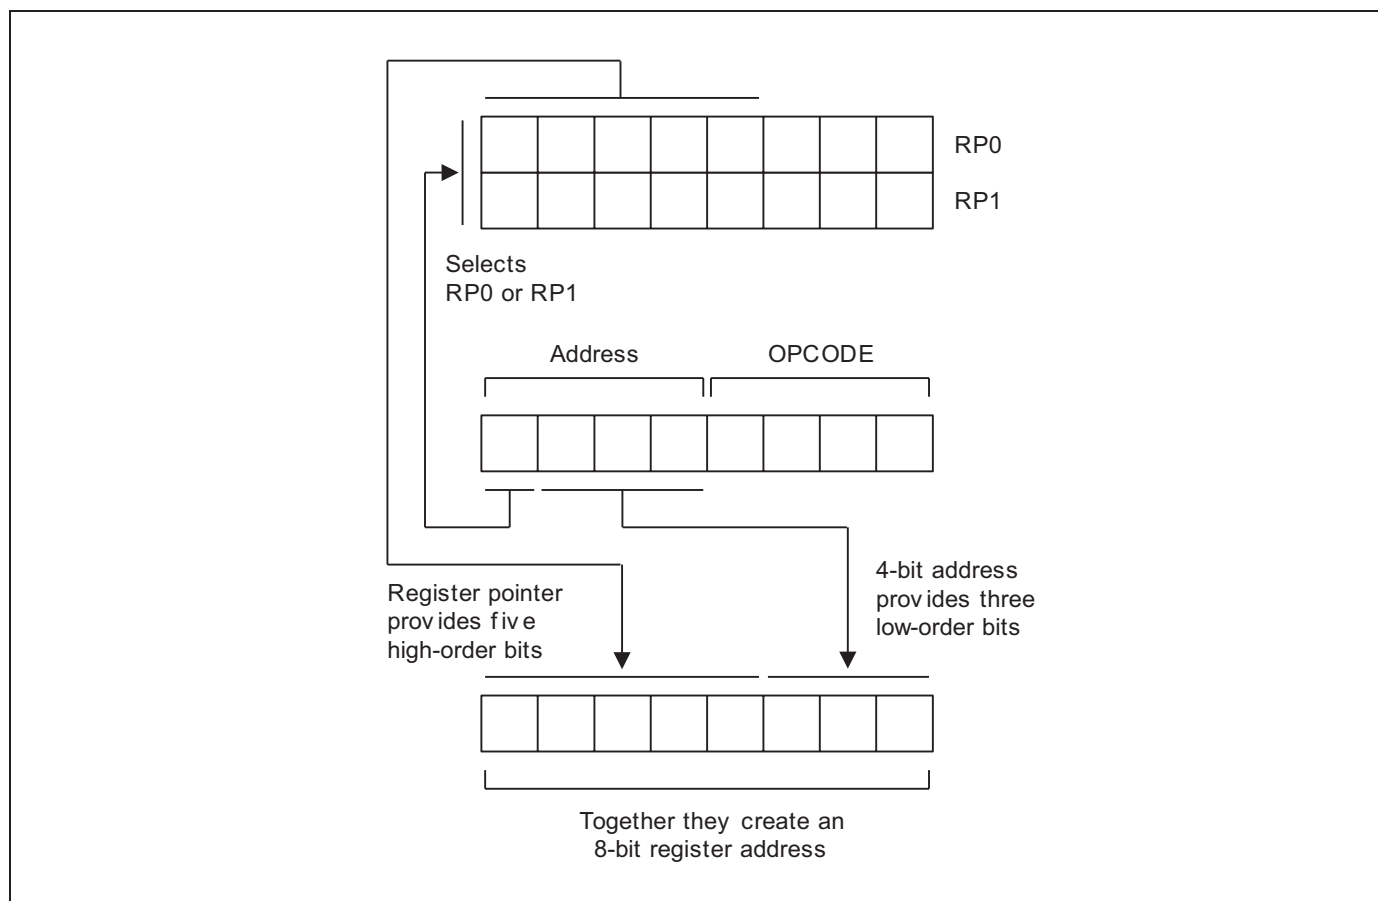 RP0
RP1
Selects
RP0 or RP1
Address
OPCODE
Register pointer
provides five
high-order bits
4-bit address
provides three
low-order bits
Together they create an
8-bit register address